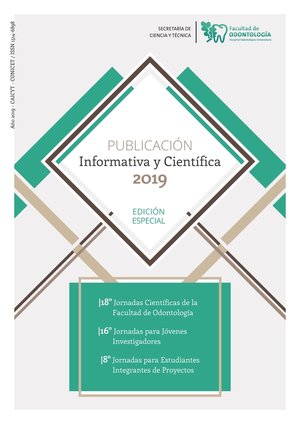 SECRETARÍA DE
CIENCIA Y TÉCNICA
Facultad de
ODONTOLOGÍA
Año 2019 - CAICYT - CONICET / ISSN
PUBLICACIÓN
Informativa y Científica
2019
EDICIÓN
ESPECIAL
|18° Jornadas Científicas de la
Facultad de Odontología
|16° Jornadas para Jóvenes
Investigadores
|8° Jornadas para Estudiantes
Integrantes de Proyectos